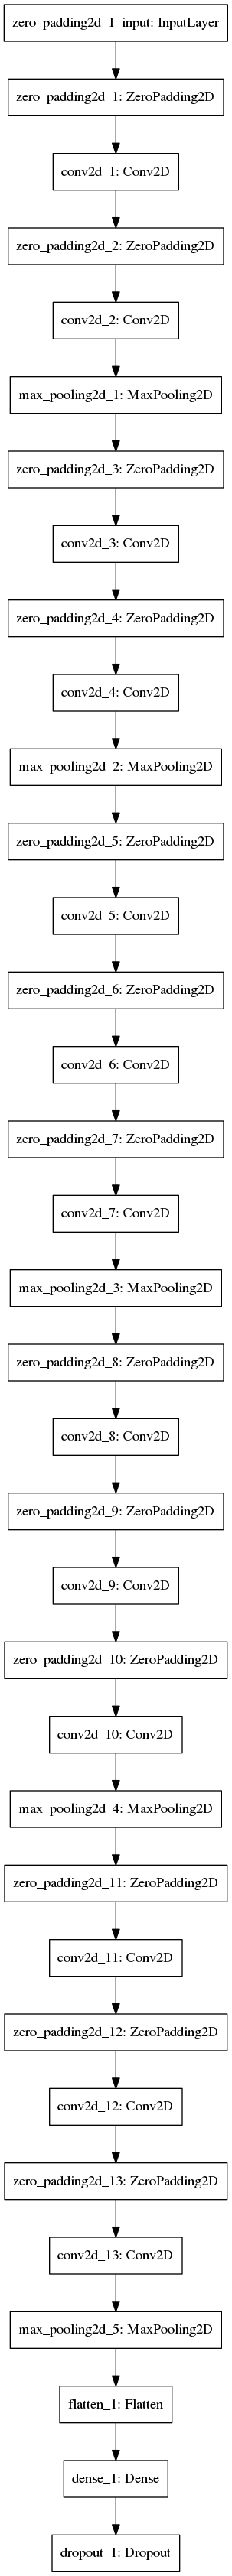 zero_padding2d_1_input: InputLayer
zero_padding2d_1: ZeroPadding2D
conv2d_1: Conv2D
zero_padding2d_2: ZeroPadding2D
conv2d_2: Conv2D
max_pooling2d_1: MaxPooling2D
zero_padding2d_3: ZeroPadding2D
conv2d_3: Conv2D
zero_padding2d_4: ZeroPadding2D
conv2d_4: Conv2D
max_pooling2d_2: MaxPooling2D
zero_padding2d_5: ZeroPadding2D
conv2d_5: Conv2D
zero_padding2d_6: ZeroPadding2D
conv2d_6: Conv2D
zero_padding2d_7: ZeroPadding2D
conv2d_7: Conv2D
max_pooling2d_3: MaxPooling2D
zero_padding2d_8: ZeroPadding2D
conv2d_8: Conv2D
zero_padding2d_9: ZeroPadding2D
conv2d_9: Conv2D
zero_padding2d_10: ZeroPadding2D
conv2d_10: Conv2D
max_pooling2d_4: MaxPooling2D
zero_padding2d_11: ZeroPadding2D
conv2d_11: Conv2D
zero_padding2d_12: ZeroPadding2D
conv2d_12: Conv2D
zero_padding2d_13: ZeroPadding2D
conv2d_13: Conv2D
max_pooling2d_5: MaxPooling2D
flatten_1: Flatten
dense_1: Dense
dropout_1: Dropout